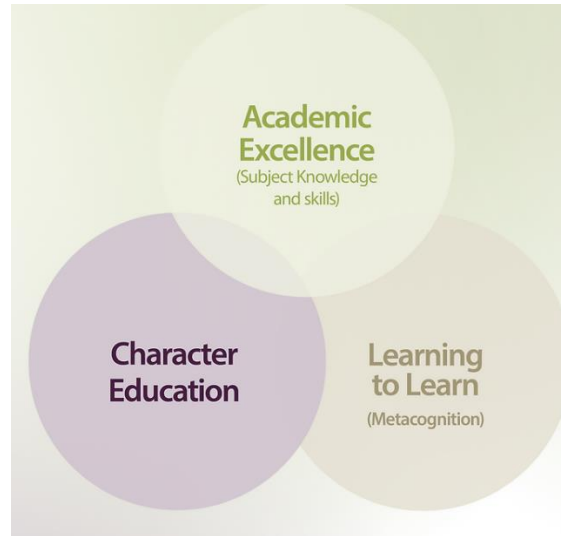 Academic
Excellence
(Subject Knowledge
and skills)
Character
Education
Learning
to Learn
(Metacognition)